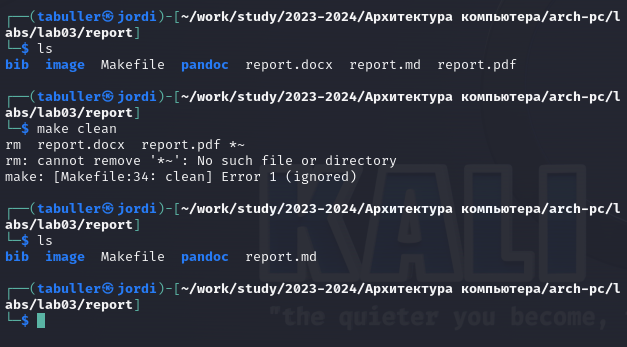 ┌──(tabuller㉿jordi)-[~/work/study/2023-2024/Архитектура компьютера/arch-pc/l
abs/lab03/report]
└─$ ls
bib  image  Makefile  pandoc  report.docx  report.md  report.pdf
┌──(tabuller㉿jordi)-[~/work/study/2023-2024/Архитектура компьютера/arch-pc/l
abs/lab03/report]
└─$ make clean
rm  report.docx  report.pdf *~
rm: cannot remove '*~': No such file or directory
make: [Makefile:34: clean] Error 1 (ignored)
┌──(tabuller㉿jordi)-[~/work/study/2023-2024/Архитектура компьютера/arch-pc/l
abs/lab03/report]
└─$ ls
bib  image  Makefile  pandoc  report.md
┌──(tabuller㉿jordi)-[~/work/study/2023-2024/Архитектура компьютера/arch-pc/l
abs/lab03/report]
└─$
KALI
"the quieter you become,